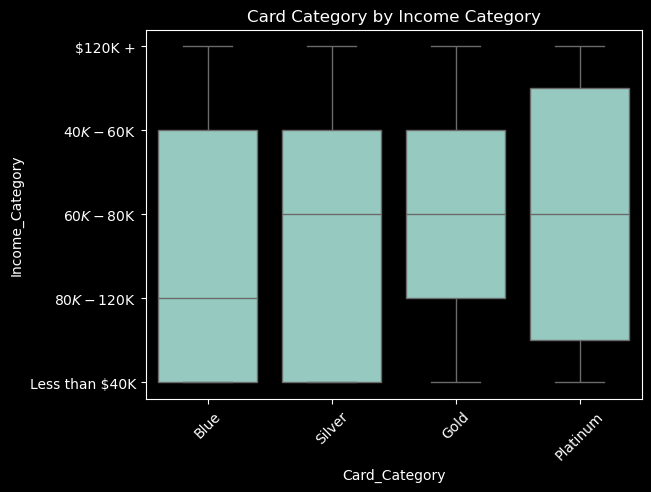 Card Category by Income Category
$120K +
40K − 60K
60K − 80K
80K − 120K
Less than $40K
Income_Category
Blue
Silver
Gold
Platinum
Card_Category